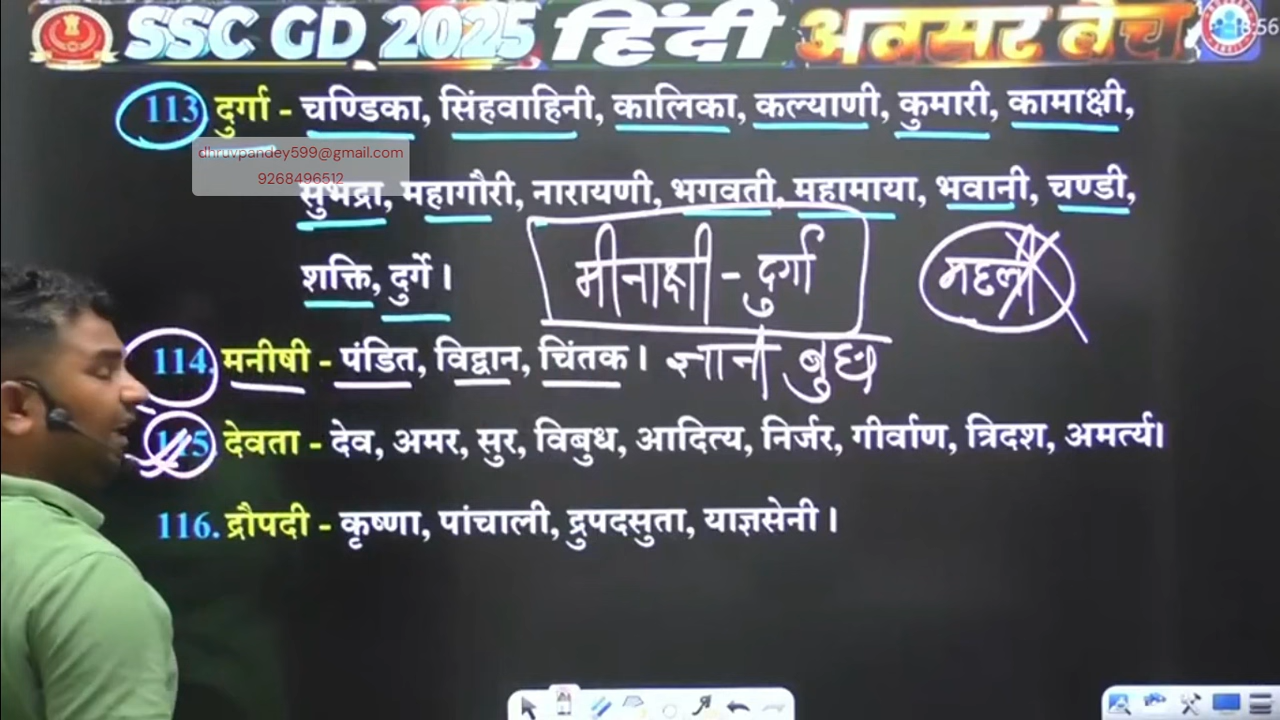 SSC GD 2025 हिंदी अवसर बैच
113. दुर्गा - चण्डिका, सिंहवाहिनी, कालिका, कल्याणी, कुमारी, कामाक्षी,
dhruvpandey599@gmail.com
9268496512
सुभद्रा, महागौरी, नारायणी, भगवती, महामाया, भवानी, चण्डी,
शक्ति, दुर्गे।
मीनाक्षी - दुर्गा
114. मनीषी - पंडित, विद्वान, चिंतक।
115 देवता - देव, अमर, सुर, विबुध, आदित्य, निर्जर, गीर्वाण, त्रिदश, अमर्त्य।
116. द्रौपदी - कृष्णा, पांचाली, द्रुपदसुता, याज्ञसेनी।